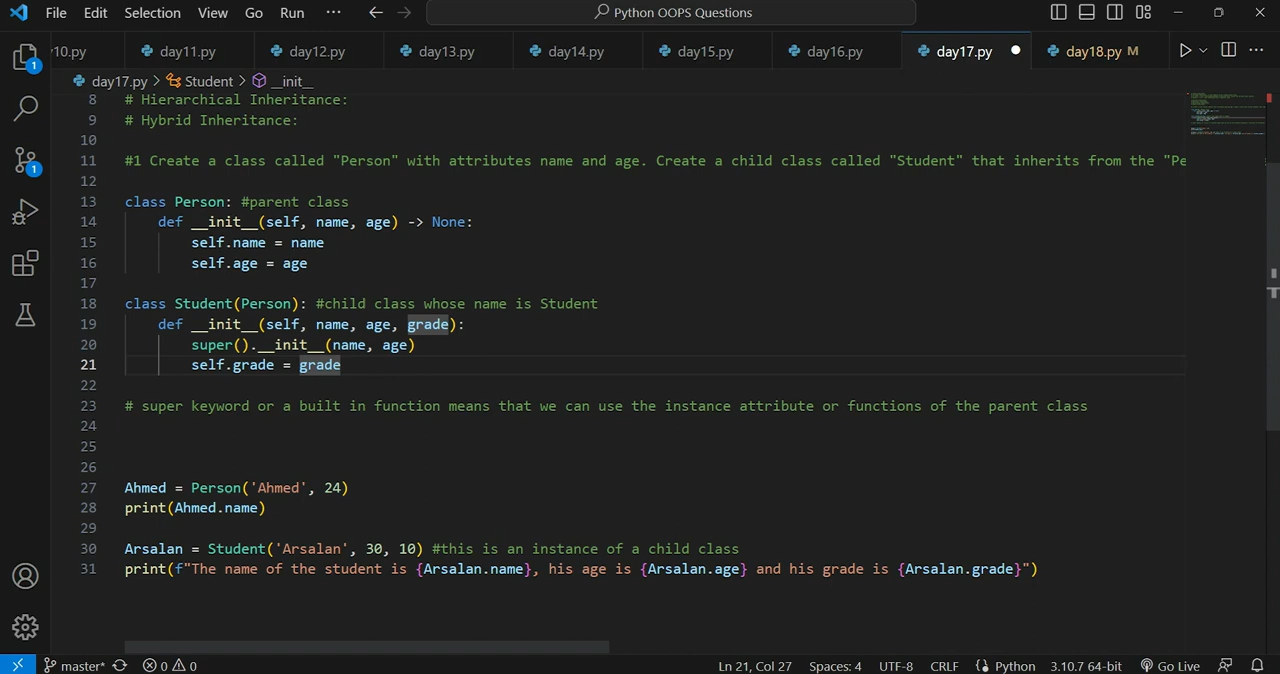 File Edit Selection View Go Run ··· Python OOPS Questions
10.py day11.py day12.py day13.py day14.py day15.py day16.py day17.py day18.py M
day17.py > Student > __init__
8 # Hierarchical Inheritance:
9 # Hybrid Inheritance:
10
11 #1 Create a class called "Person" with attributes name and age. Create a child class called "Student" that inherits from the "Pe
12
13 class Person: #parent class
14 def __init__(self, name, age) -> None:
15 self.name = name
16 self.age = age
17
18 class Student(Person): #child class whose name is Student
19 def __init__(self, name, age, grade):
20 super().__init__(name, age)
21 self.grade = grade
22
23 # super keyword or a built in function means that we can use the instance attribute or functions of the parent class
24
25
26
27 Ahmed = Person('Ahmed', 24)
28 print(Ahmed.name)
29
30 Arsalan = Student('Arsalan', 30, 10) #this is an instance of a child class
31 print(f"The name of the student is {Arsalan.name}, his age is {Arsalan.age} and his grade is {Arsalan.grade}")
1
1
master* 0 0 Ln 21, Col 27 Spaces: 4 UTF-8 CRLF Python 3.10.7 64-bit Go Live